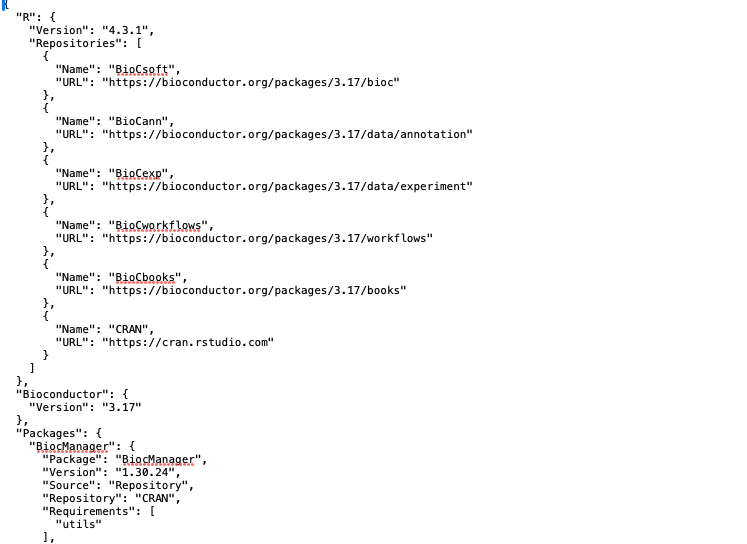 {
  "R": {
    "Version": "4.3.1",
    "Repositories": [
      {
        "Name": "BioCsoft",
        "URL": "https://bioconductor.org/packages/3.17/bioc"
      },
      {
        "Name": "BioCann",
        "URL": "https://bioconductor.org/packages/3.17/data/annotation"
      },
      {
        "Name": "BioCexp",
        "URL": "https://bioconductor.org/packages/3.17/data/experiment"
      },
      {
        "Name": "BioCworkflows",
        "URL": "https://bioconductor.org/packages/3.17/workflows"
      },
      {
        "Name": "BioCbooks",
        "URL": "https://bioconductor.org/packages/3.17/books"
      },
      {
        "Name": "CRAN",
        "URL": "https://cran.rstudio.com"
      }
    ]
  },
  "Bioconductor": {
    "Version": "3.17"
  },
  "Packages": {
    "BiocManager": {
      "Package": "BiocManager",
      "Version": "1.30.24",
      "Source": "Repository",
      "Repository": "CRAN",
      "Requirements": [
        "utils"
      ],